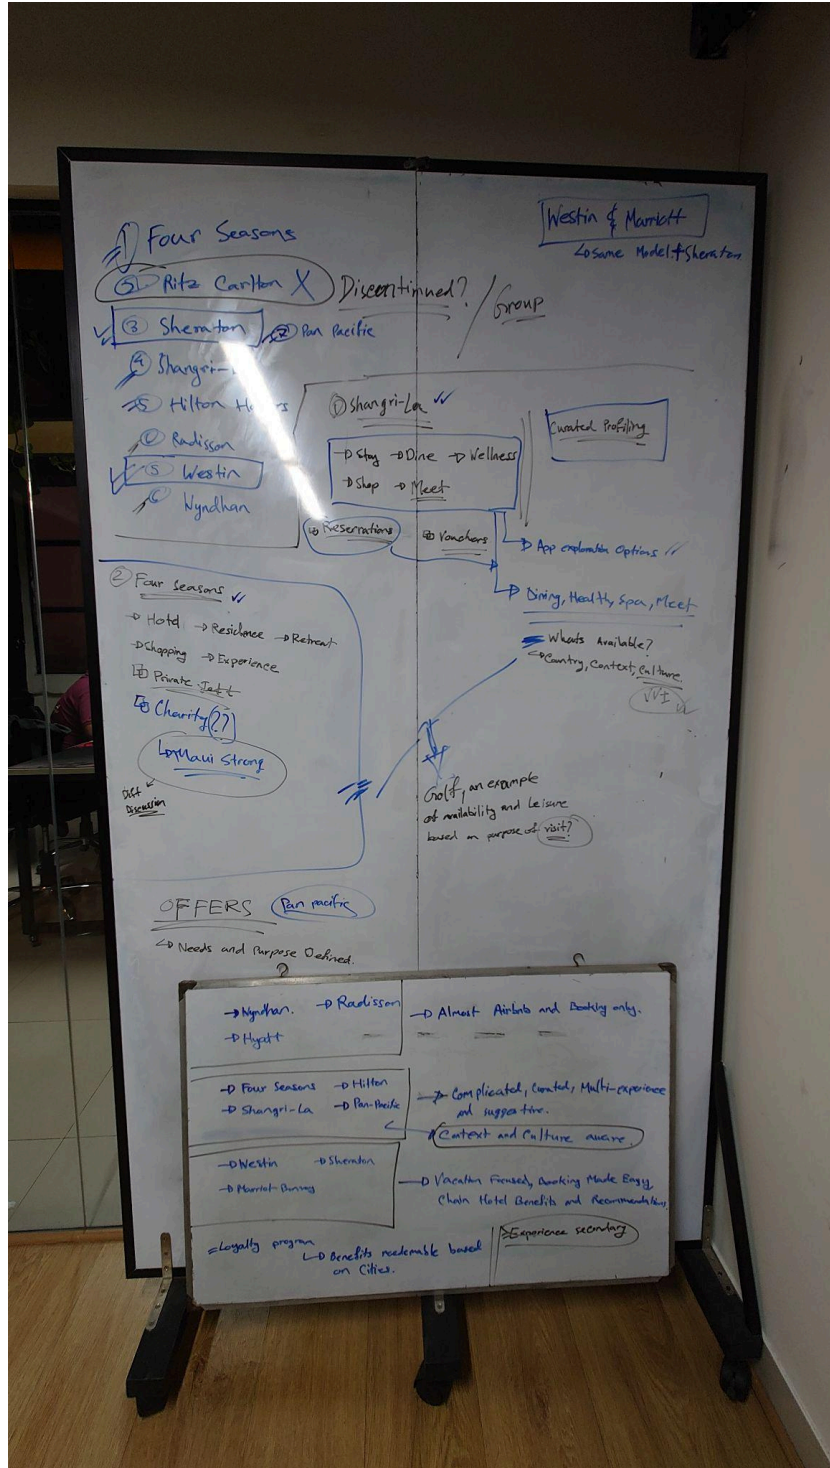 ① Four Seasons
⑤ Ritz Carlton X
Discontinued? / Group
③ Sheraton
② Pan Pacific
④ Shangri-L
5 Hilton
Radisson
⑤ Westin
Wyndhan
Westin & Marriott
↳ Same Model
Sheraton
① Shangri-La ✓✓
→ Stay → Dine → Wellness
→ Shop → Meet
Curated Profiling
Reservations
Vouchers
→ App exploration Options ✓✓
→ Dining, Health, Spa, Meet
Whats Available?
↳ Country, Context, Culture
Golf, an example
of availability and Leisure
based on purpose of visit?
② Four Seasons ✓✓
→ Hotel → Residence → Retreat
→ Shopping → Experience
Private Jet
Charity (??)
↳ Maui Strong
Discussion
OFFERS Pan pacific
↳ Needs and Purpose Defined.
→ Wyndhan. → Radisson
→ Hyatt
→ Almost Airbnb and Booking only.
→ Four Seasons → Hilton
→ Shangri-La → Pan-Pacific
→ Complicated, Curated, Multi-experience
and suggestive.
Context and Culture aware.
→ Westin → Sheraton
→ Vacation Focused, Booking Made Easy,
Chain Hotel Benefits and Recommendations,
Loyalty program
↳ Benefits redeemable based
on Cities.
Experience secondary